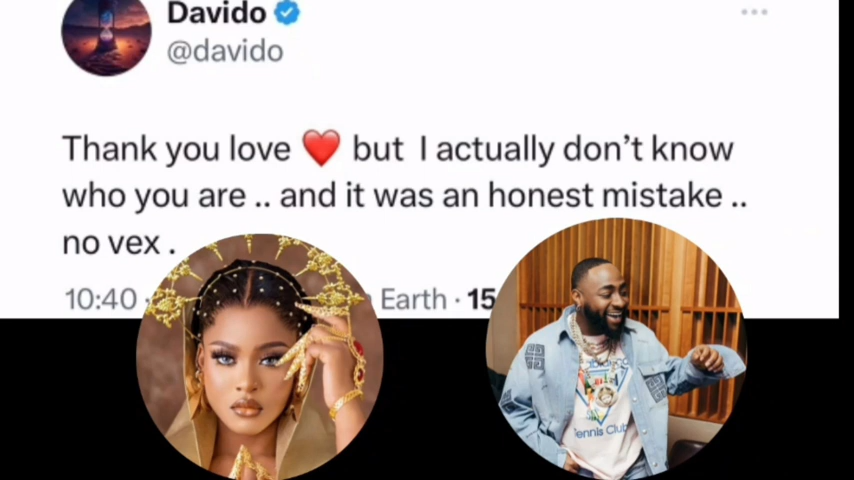 Davido
@davido
Thank you love ❤️ but I actually don’t know
who you are .. and it was an honest mistake ..
no vex .
10:40 · Earth · 15
Tennis Club